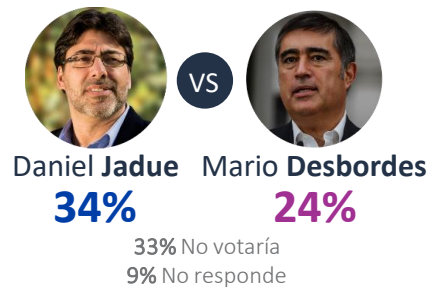 VS
Daniel Jadue Mario Desbordes
34% 24%
33% No votaría
9% No responde